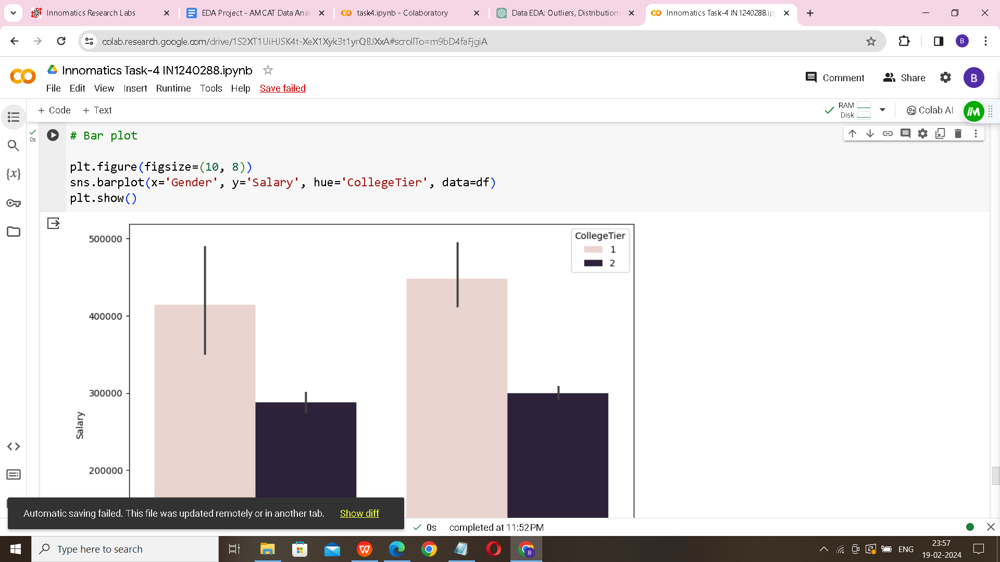 Innomatics Research Labs
EDA Project - AMCAT Data Anal
task4.ipynb - Colaboratory
Data EDA: Outliers, Distributions
Innomatics Task-4 IN1240288.ip
colab.research.google.com/drive/1S2XT1UiHJSK4t-XeX1Xyk3t1yrQBJXxA#scrollTo=m9bD4faFjgiA
B
CO
Innomatics Task-4 IN1240288.ipynb
File Edit View Insert Runtime Tools Help Save failed
Comment Share B
+ Code + Text
RAM
Disk
Colab AI
{x}
0s
# Bar plot
plt.figure(figsize=(10, 8))
sns.barplot(x='Gender', y='Salary', hue='CollegeTier', data=df)
plt.show()
500000
400000
300000
200000
Salary
CollegeTier
1
2
Automatic saving failed. This file was updated remotely or in another tab. Show diff
0s completed at 11:52 PM
Type here to search
ENG
23:57
19-02-2024